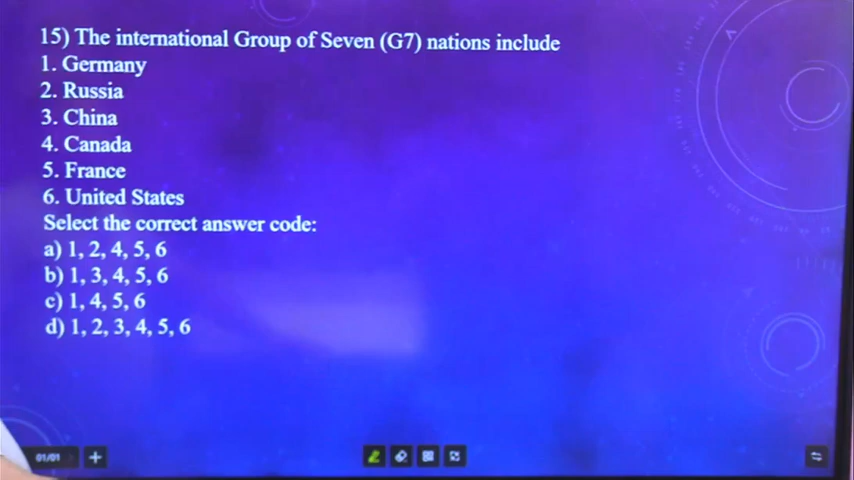 15) The international Group of Seven (G7) nations include
1. Germany
2. Russia
3. China
4. Canada
5. France
6. United States
Select the correct answer code:
a) 1, 2, 4, 5, 6
b) 1, 3, 4, 5, 6
c) 1, 4, 5, 6
d) 1, 2, 3, 4, 5, 6
01/01